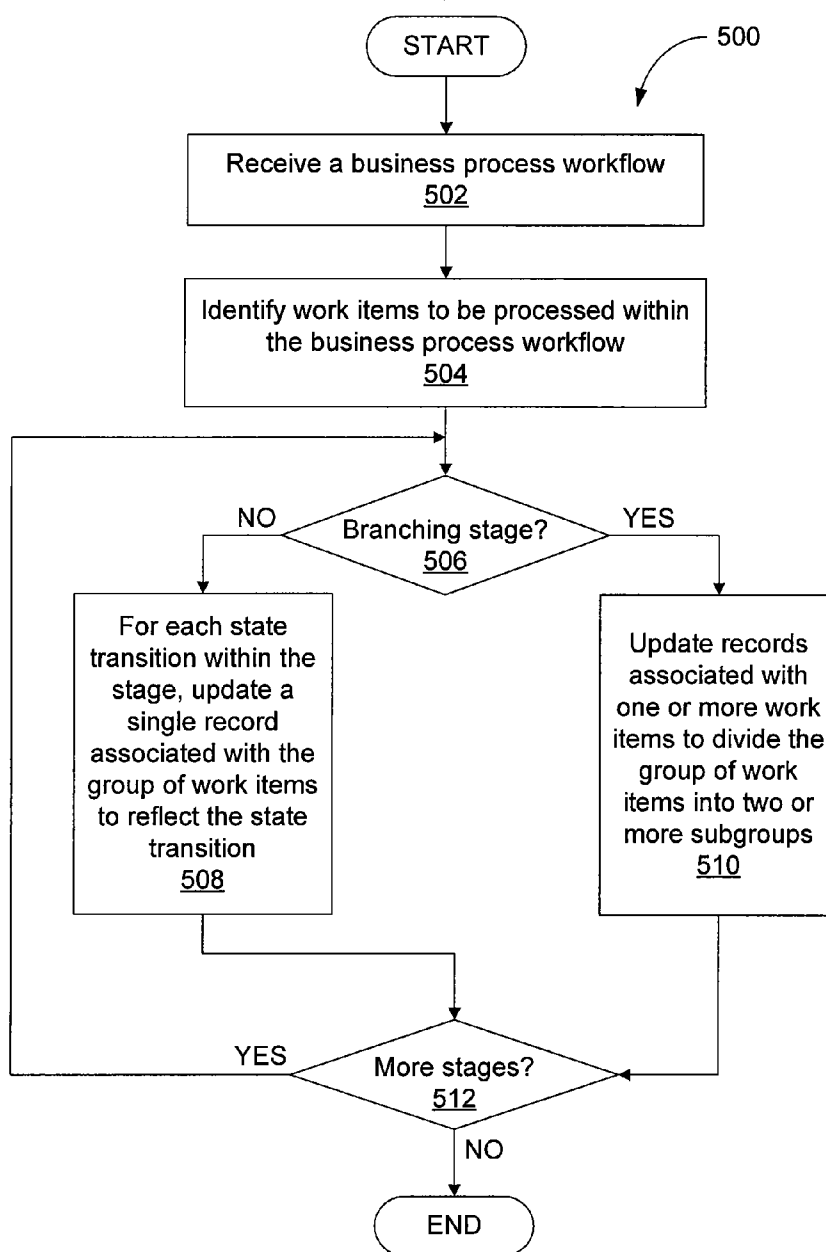 START
500
Receive a business process workflow
502
Identify work items to be processed within
the business process workflow
504
NO
Branching stage?
506
YES
For each state
transition within the
stage, update a
single record
associated with the
group of work items
to reflect the state
transition
508
Update records
associated with
one or more work
items to divide the
group of work
items into two or
more subgroups
510
YES
More stages?
512
NO
END